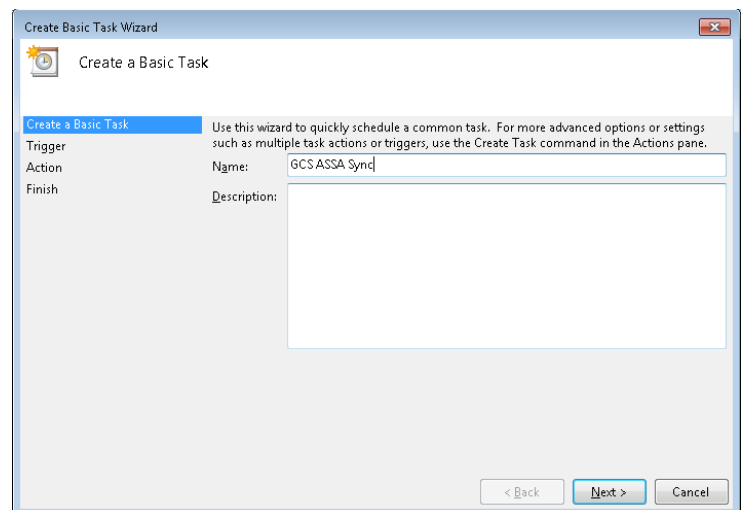 Create Basic Task Wizard
Create a Basic Task
Create a Basic Task
Trigger
Action
Finish
Use this wizard to quickly schedule a common task. For more advanced options or settings
such as multiple task actions or triggers, use the Create Task command in the Actions pane.
Name: GCS ASSA Sync
Description:
< Back Next > Cancel